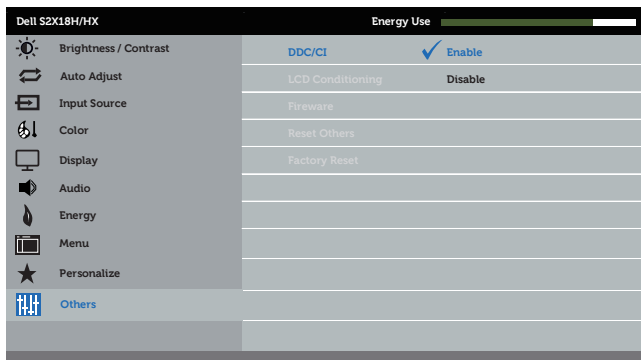 Dell S2X18H/HX Energy Use
Brightness / Contrast
Auto Adjust
Input Source
Color
Display
Audio
Energy
Menu
Personalize
Others
DDC/CI Enable
LCD Conditioning Disable
Fireware
Reset Others
Factory Reset